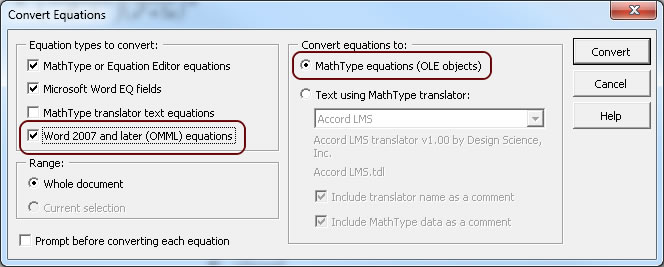 Convert Equations
Equation types to convert:
MathType or Equation Editor equations
Microsoft Word EQ fields
MathType translator text equations
Word 2007 and later (OMML) equations
Range:
Whole document
Current selection
Prompt before converting each equation
Convert equations to:
MathType equations (OLE objects)
Text using MathType translator:
Accord LMS
Accord LMS translator v1.00 by Design Science,
Inc.
Accord LMS.tdl
Include translator name as a comment
Include MathType data as a comment
Convert
Cancel
Help